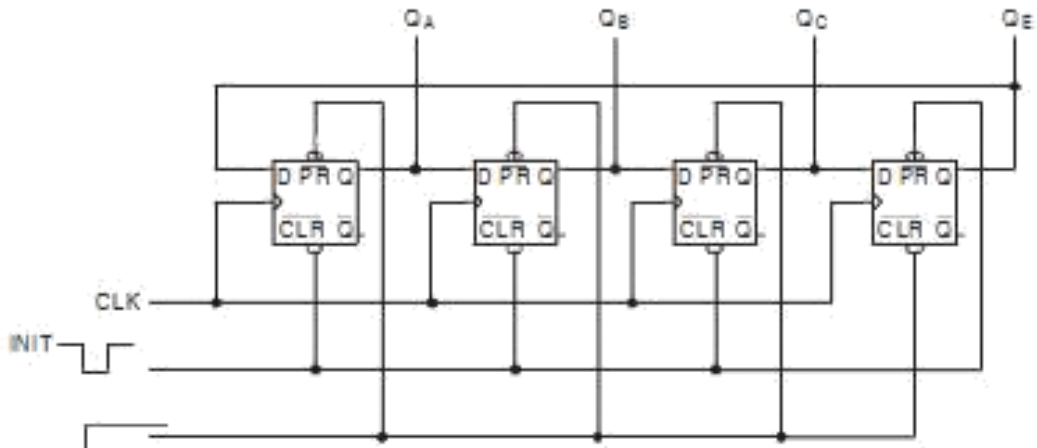 QA QB QC QE
D PR Q D PR Q D PR Q D PR Q
CLR Q CLR Q CLR Q CLR Q
CLK
INIT